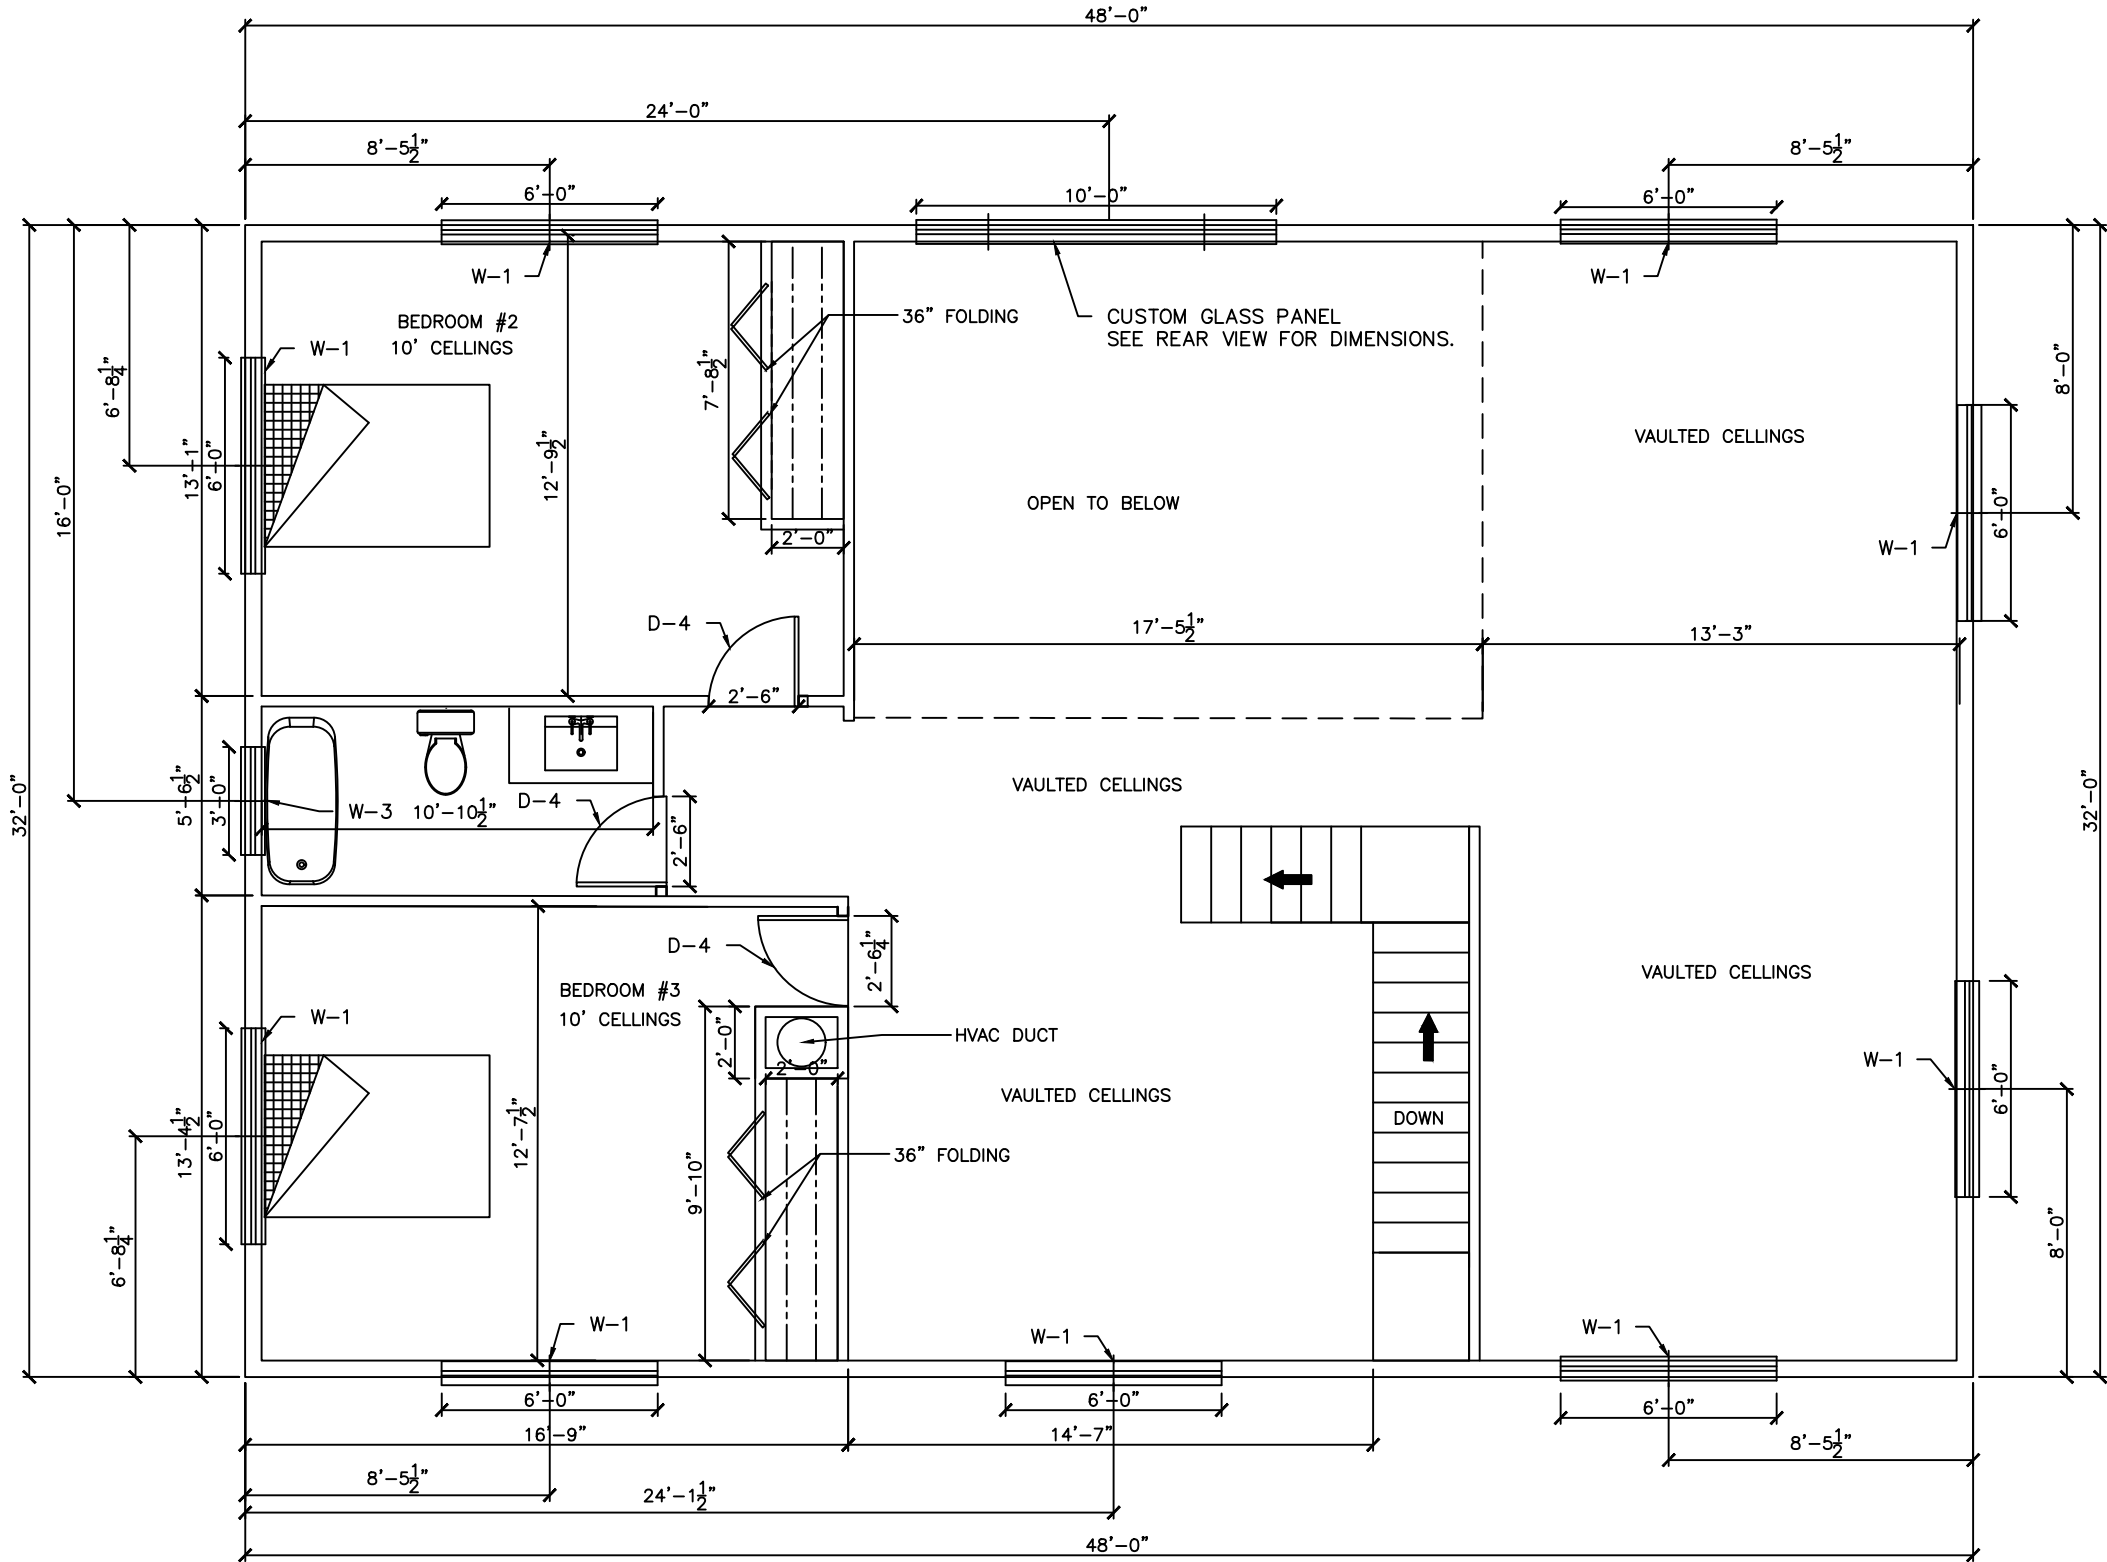 48'-0"
24'-0"
8'-5 1/2"
8'-5 1/2"
6'-0"
10'-0"
6'-0"
W-1
W-1
BEDROOM #2
10' CELLINGS
W-1
36" FOLDING
CUSTOM GLASS PANEL
SEE REAR VIEW FOR DIMENSIONS.
6'-8 1/4"
7'-8 1/2"
8'-0"
13'-1"
6'-0"
12'-9 1/2"
VAULTED CELLINGS
16'-0"
OPEN TO BELOW
6'-0"
2'-0"
W-1
D-4
17'-5 1/2"
13'-3"
2'-6"
32'-0"
5'-6 1/2"
3'-0"
W-3
10'-10 1/2"
D-4
2'-6"
VAULTED CELLINGS
32'-0"
D-4
2'-6 1/4"
VAULTED CELLINGS
BEDROOM #3
10' CELLINGS
W-1
2'-0"
HVAC DUCT
2'-0"
W-1
6'-0"
VAULTED CELLINGS
DOWN
13'-4 1/2"
6'-0"
12'-7 1/2"
36" FOLDING
9'-10"
6'-8 1/4"
8'-0"
W-1
W-1
W-1
6'-0"
6'-0"
6'-0"
16'-9"
14'-7"
8'-5 1/2"
8'-5 1/2"
24'-1 1/2"
48'-0"